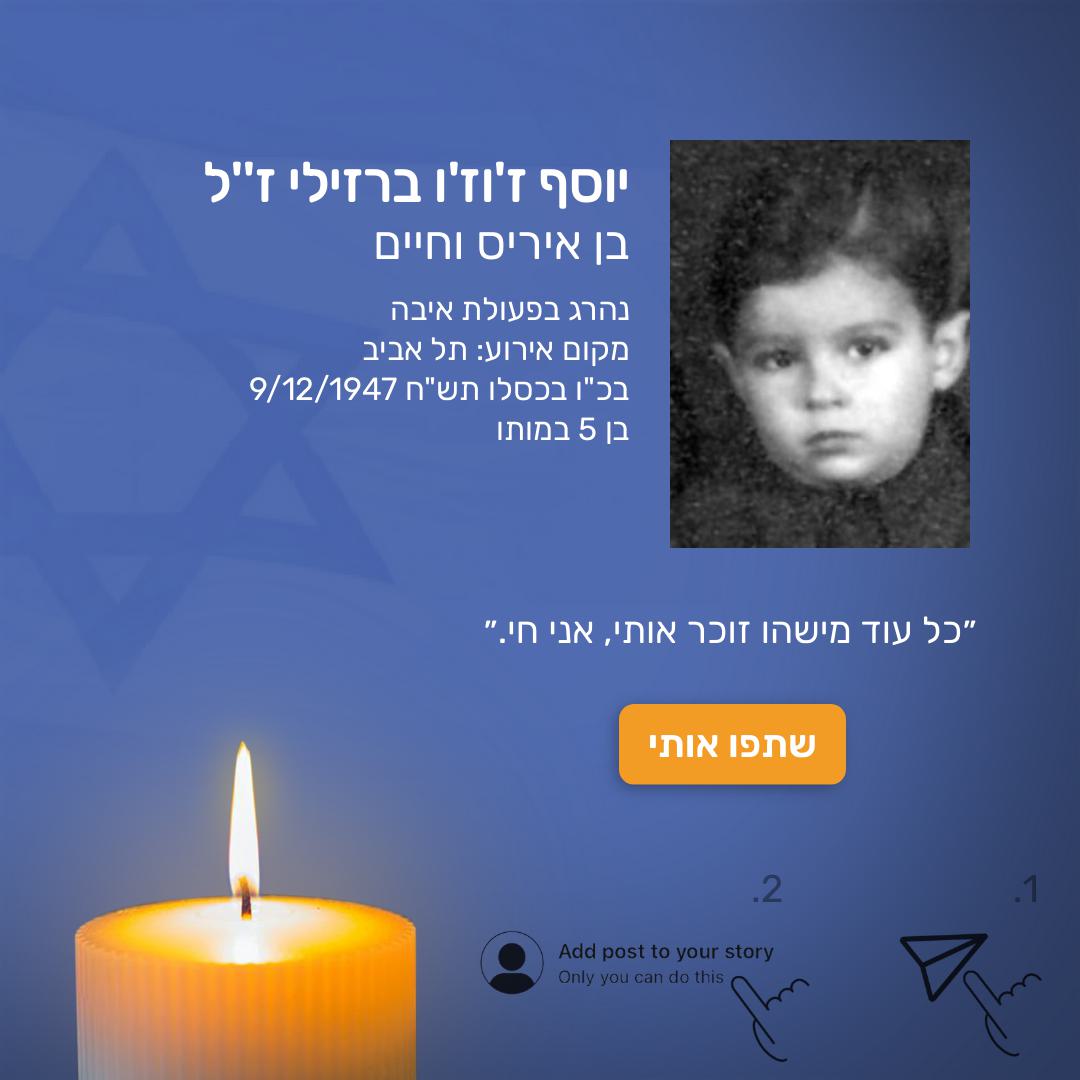 יוסף ז'וז'ו ברזילי ז"ל
בן איריס וחיים
נהרג בפעולת איבה
מקום אירוע: תל אביב
בכ"ו בכסלו תש"ח 9/12/1947
בן 5 במותו
״כל עוד מישהו זוכר אותי, אני חי.״
שתפו אותי
.1
.2
Add post to your story
Only you can do this